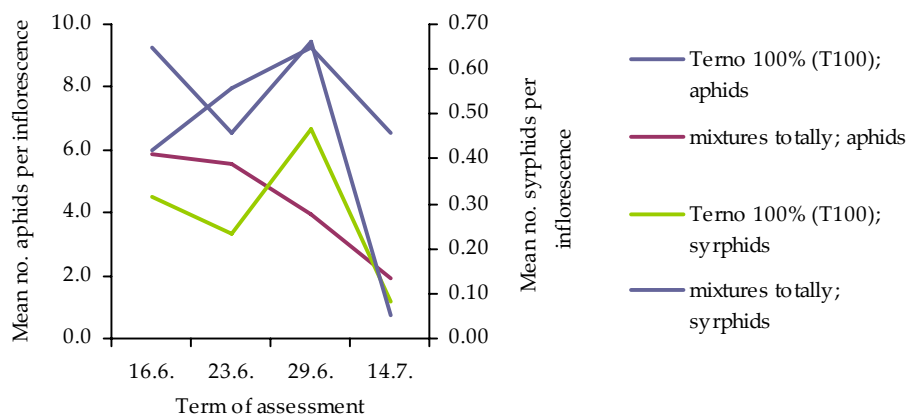 Mean no. aphids per inflorescence
10.0
8.0
6.0
4.0
2.0
0.0
0.70
0.60
0.50
0.40
0.30
0.20
0.10
0.00
Mean no. syrphids per
inflorescence
16.6.
23.6.
29.6.
14.7.
Term of assessment
Terno 100% (T100);
aphids
mixtures totally; aphids
Terno 100% (T100);
syrphids
mixtures totally;
syrphids